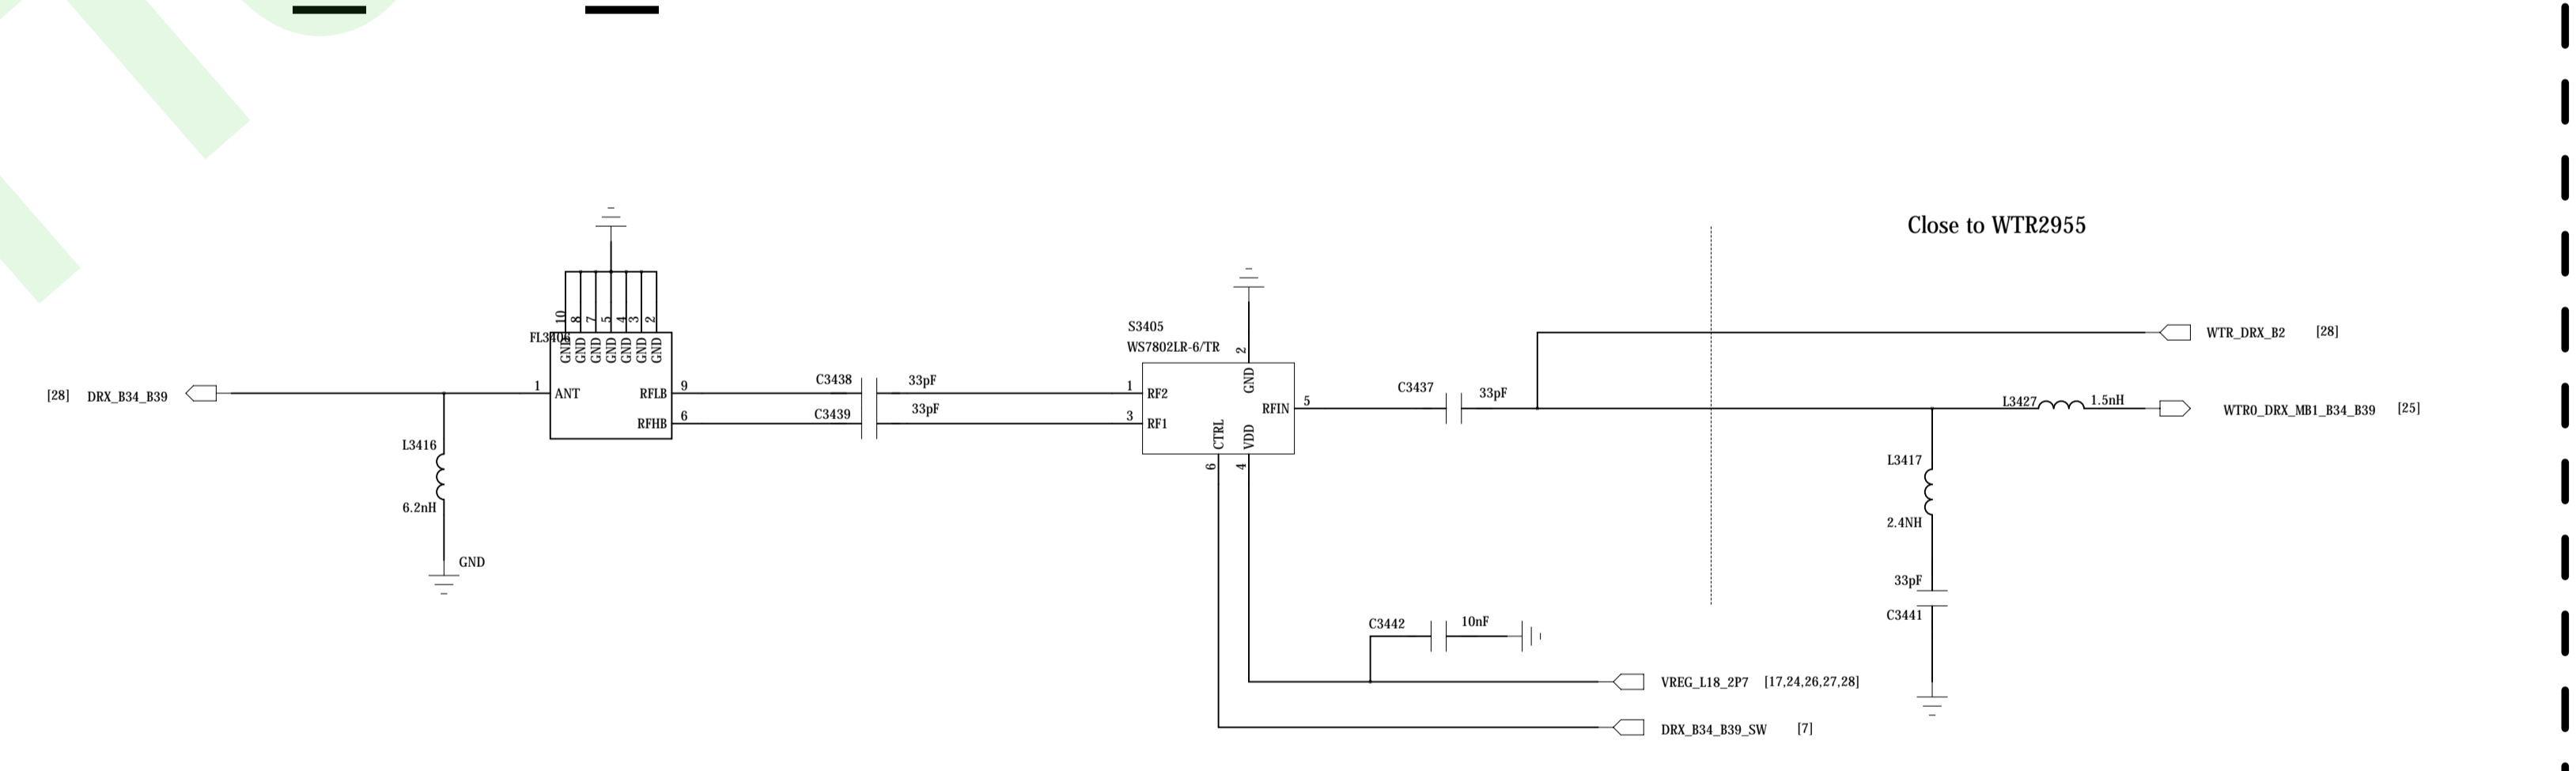 Close to WTR2955
10
8
7
5
4
3
2
FL3406
GND
GND
GND
GND
GND
GND
GND
[28] DRX_B34_B39
1
ANT
RFLB
9
RFHB
6
L3416
6.2nH
GND
C3438
33pF
C3439
33pF
S3405
WS7802LR-6/TR
2
GND
1
RF2
3
RF1
RFIN
5
CTRL
VDD
6
4
C3437
33pF
WTR_DRX_B2 [28]
L3427
1.5nH
WTR0_DRX_MB1_B34_B39 [25]
L3417
2.4NH
33pF
C3441
C3442
10nF
VREG_L18_2P7 [17,24,26,27,28]
DRX_B34_B39_SW [7]